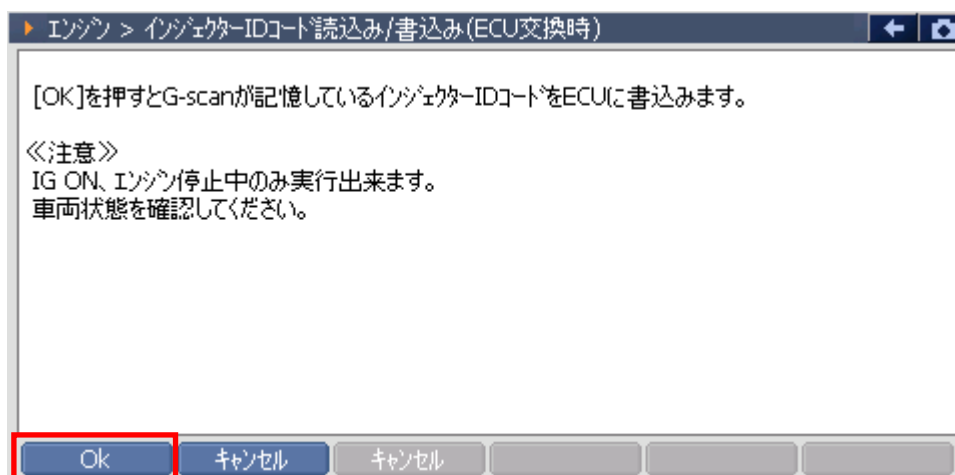 エンジン > インジェクターIDコード読込み/書込み(ECU交換時)
[OK]を押すとG-scanが記憶しているインジェクターIDコードをECUに書込みます。
≪注意≫
IG ON、エンジン停止中のみ実行出来ます。
車両状態を確認してください。
Ok キャンセル キャンセル